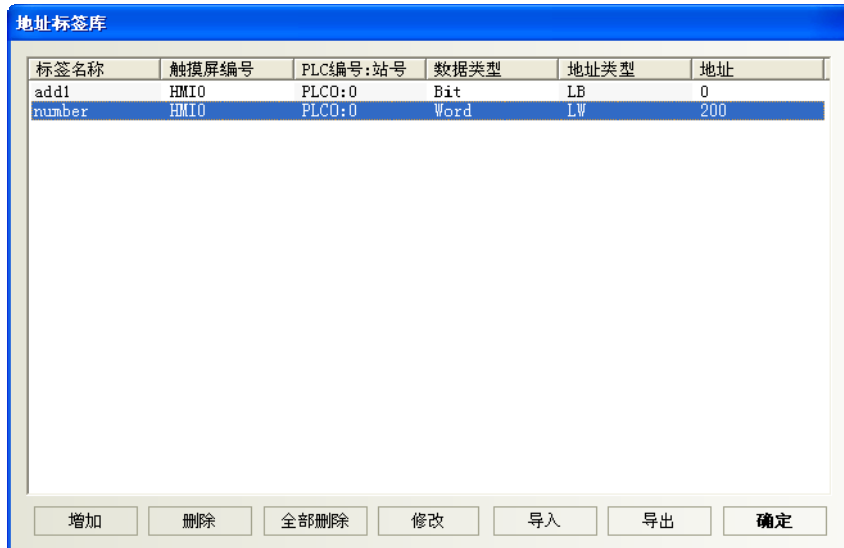 地址标签库
标签名称 触摸屏编号 PLC编号:站号 数据类型 地址类型 地址
add1 HMI0 PLC0:0 Bit LB 0
number HMI0 PLC0:0 Word LW 200
增加 删除 全部删除 修改 导入 导出 确定